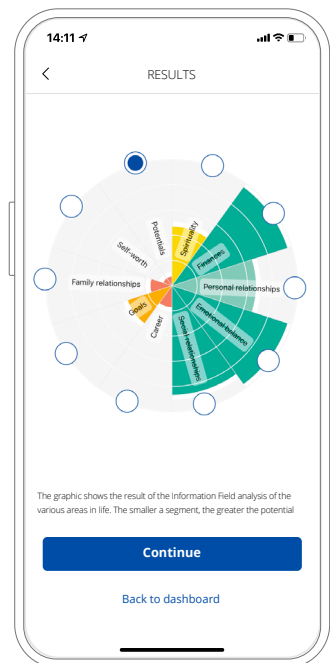 14:11
RESULTS
Potentials
Spirituality
Self-worth
Finances
Family relationships
Personal relationships
Goals
Emotional balance
Career
Social relationships
The graphic shows the result of the Information Field analysis of the
various areas in life. The smaller a segment, the greater the potential
Continue
Back to dashboard